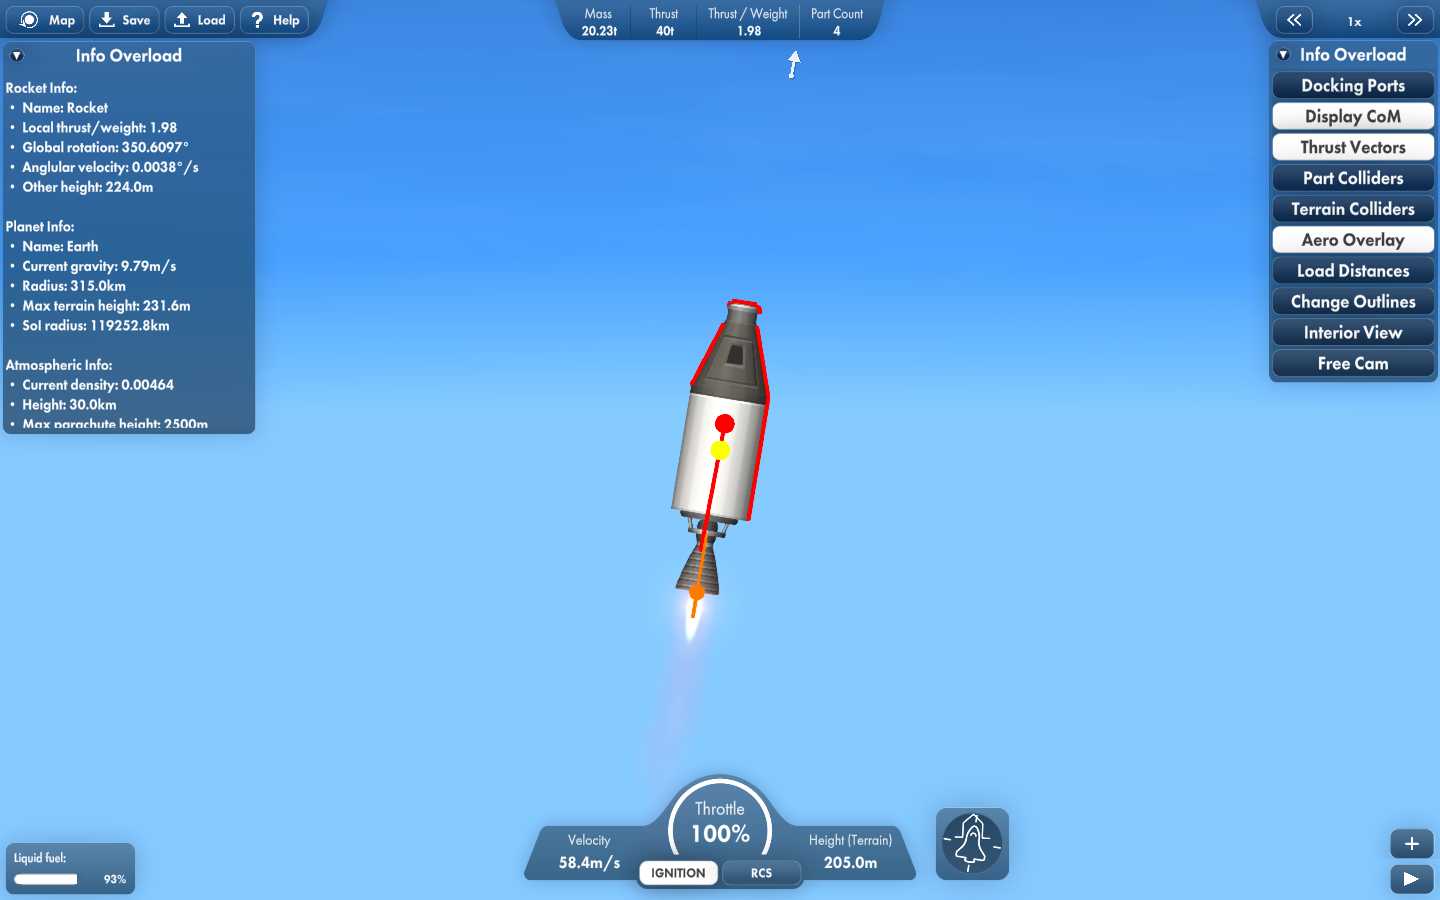 Map
Save
Load
Help
Mass
20.23t
Thrust
40t
Thrust / Weight
1.98
Part Count
4
1x
Info Overload
Rocket Info:
• Name: Rocket
• Local thrust/weight: 1.98
• Global rotation: 350.6097°
• Anglular velocity: 0.0038°/s
• Other height: 224.0m
Planet Info:
• Name: Earth
• Current gravity: 9.79m/s
• Radius: 315.0km
• Max terrain height: 231.6m
• Sol radius: 119252.8km
Atmospheric Info:
• Current density: 0.00464
• Height: 30.0km
• Max parachute height: 2500m
Info Overload
Docking Ports
Display CoM
Thrust Vectors
Part Colliders
Terrain Colliders
Aero Overlay
Load Distances
Change Outlines
Interior View
Free Cam
Throttle
100%
Velocity
58.4m/s
Height (Terrain)
205.0m
IGNITION
RCS
Liquid fuel:
93%